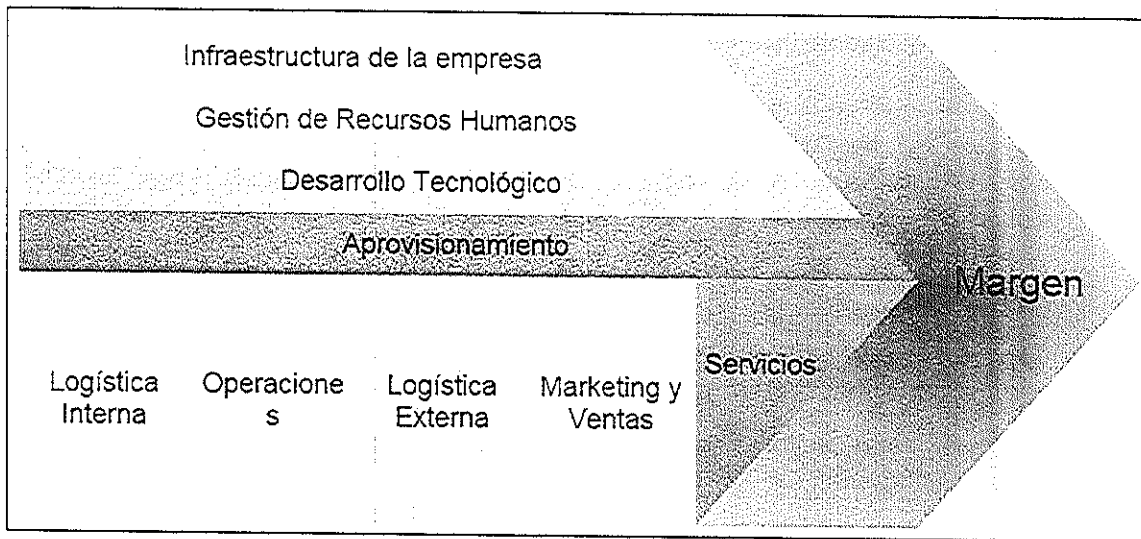 Infraestructura de la empresa
Gestión de Recursos Humanos
Desarrollo Tecnológico
Aprovisionamiento
Margen
Servicios
Logística
Interna
Operacione
s
Logística
Externa
Marketing y
Ventas